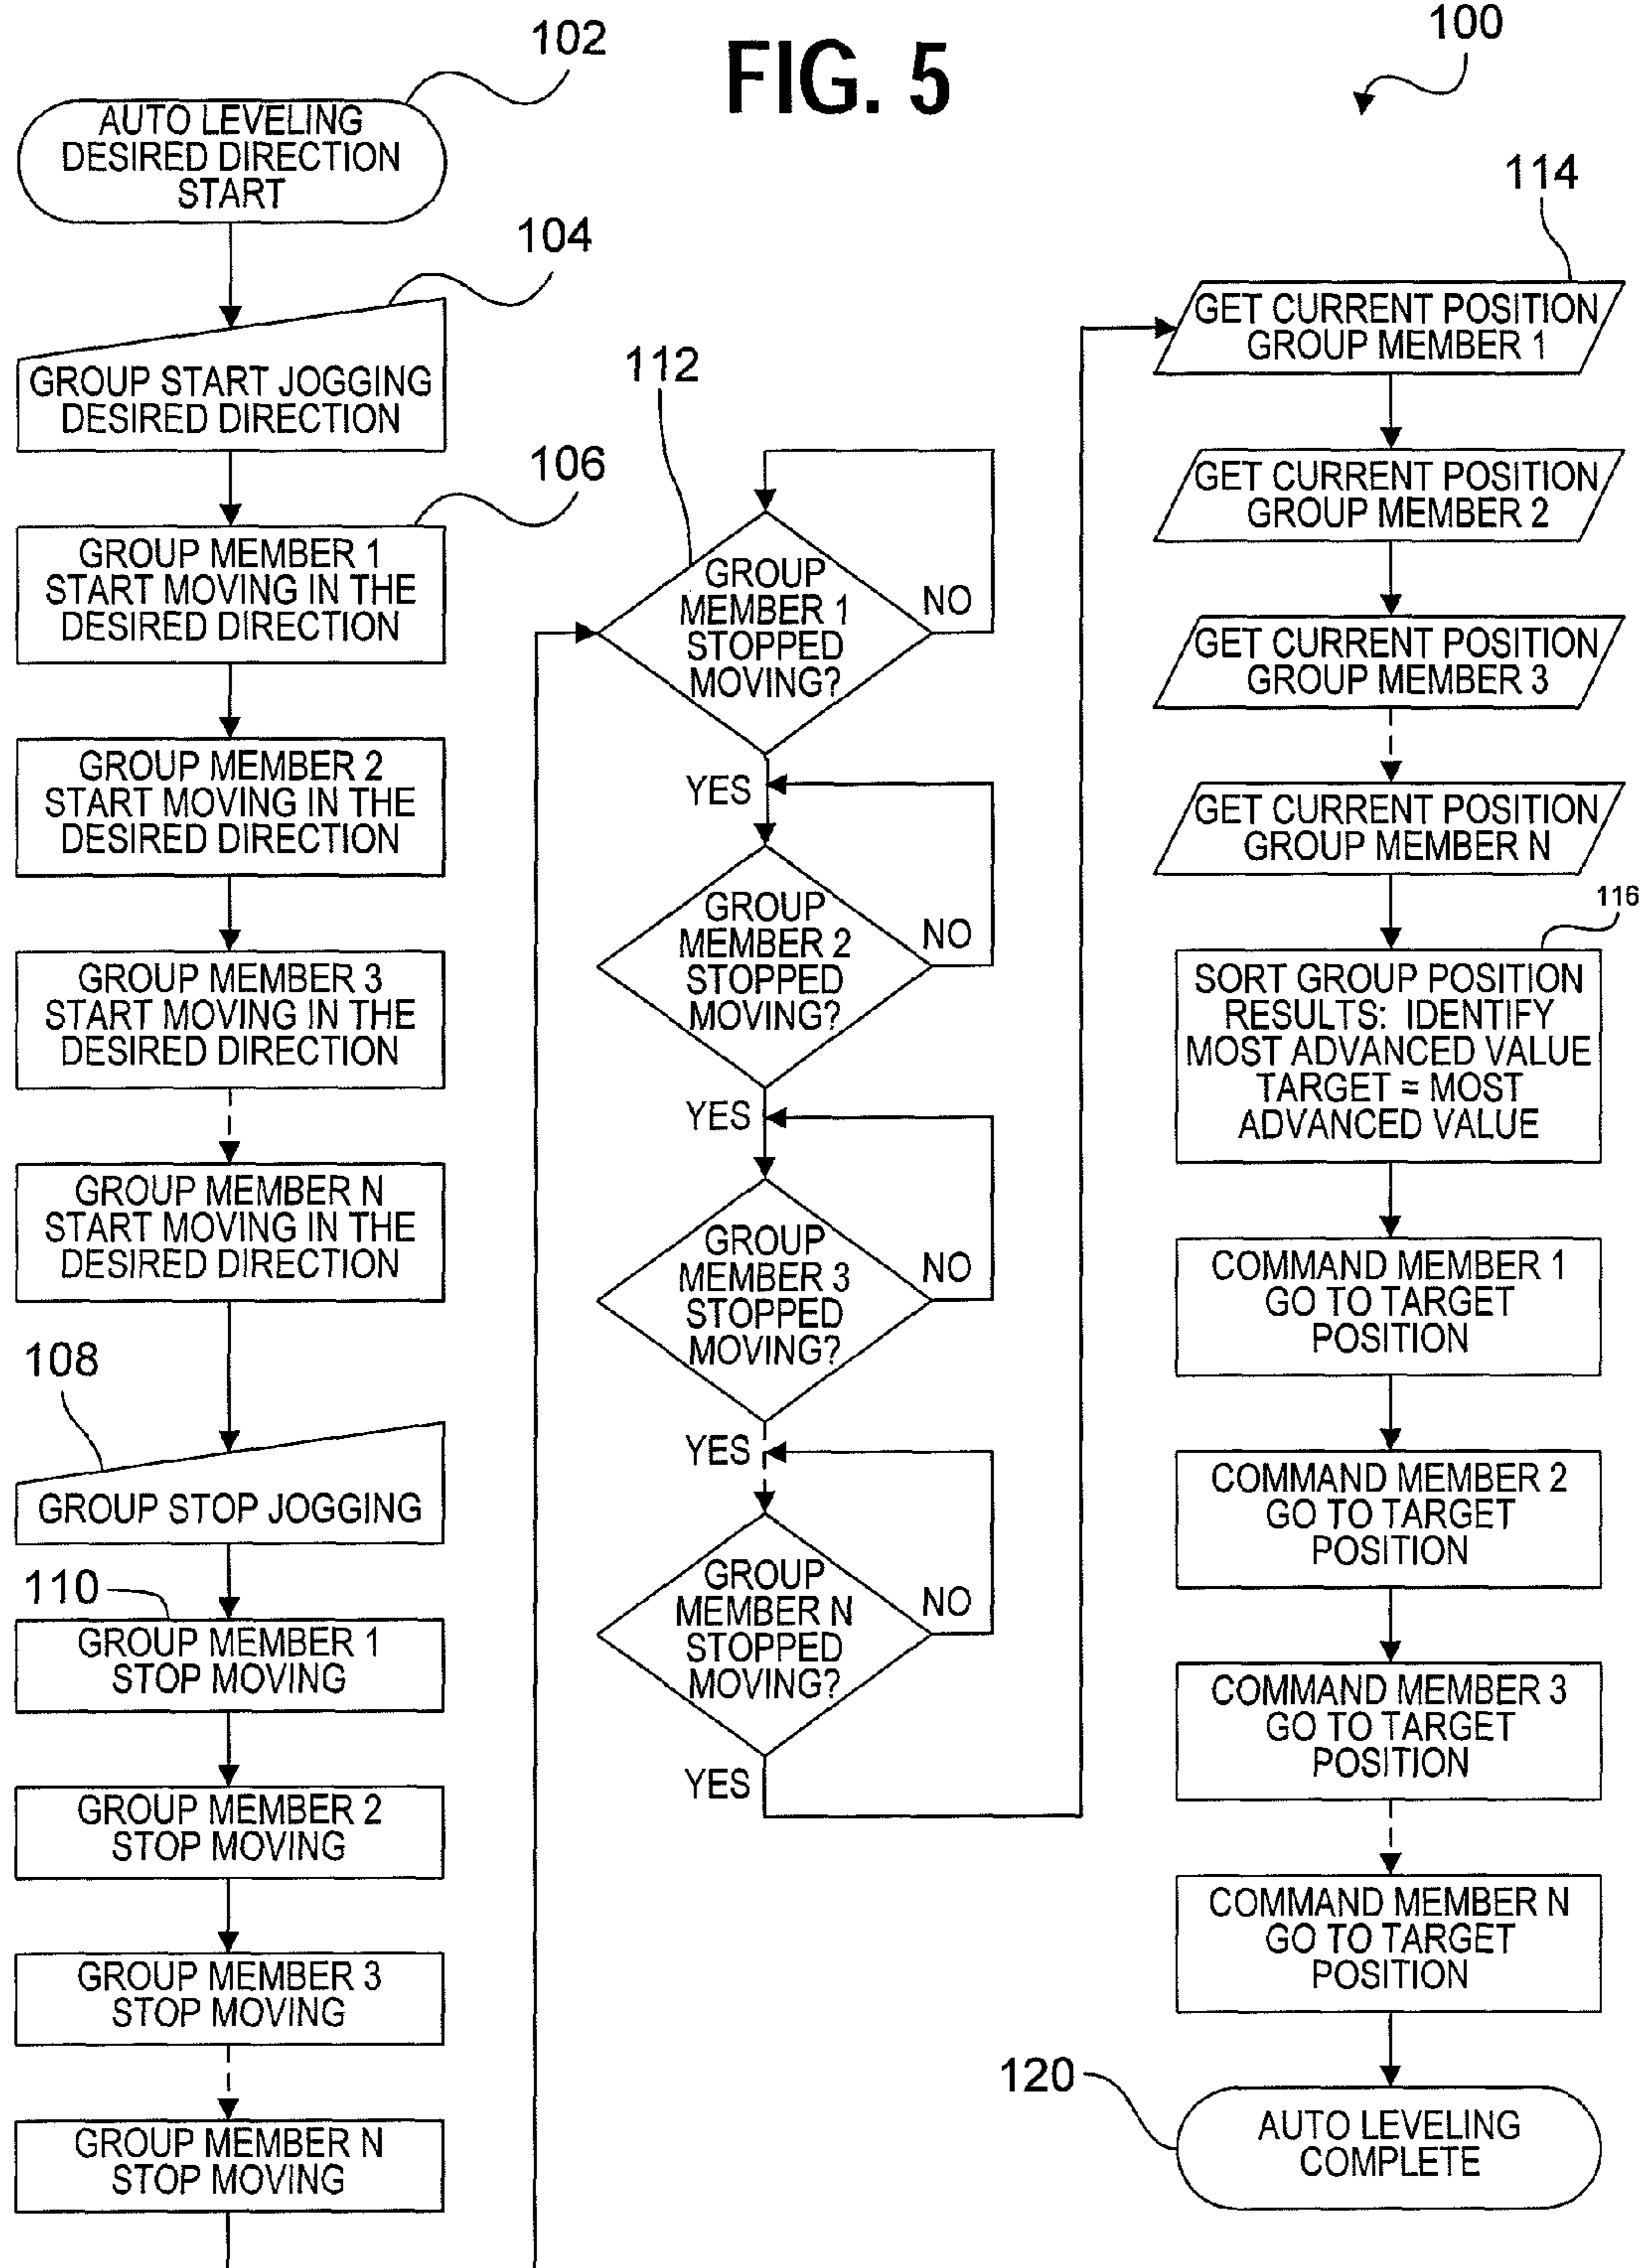 FIG. 5
100
102
AUTO LEVELING
DESIRED DIRECTION
START
104
GROUP START JOGGING
DESIRED DIRECTION
106
GROUP MEMBER 1
START MOVING IN THE
DESIRED DIRECTION
GROUP MEMBER 2
START MOVING IN THE
DESIRED DIRECTION
GROUP MEMBER 3
START MOVING IN THE
DESIRED DIRECTION
GROUP MEMBER N
START MOVING IN THE
DESIRED DIRECTION
108
GROUP STOP JOGGING
110
GROUP MEMBER 1
STOP MOVING
GROUP MEMBER 2
STOP MOVING
GROUP MEMBER 3
STOP MOVING
GROUP MEMBER N
STOP MOVING
112
GROUP
MEMBER 1
STOPPED
MOVING?
NO
YES
GROUP
MEMBER 2
STOPPED
MOVING?
NO
YES
GROUP
MEMBER 3
STOPPED
MOVING?
NO
YES
GROUP
MEMBER N
STOPPED
MOVING?
NO
YES
114
GET CURRENT POSITION
GROUP MEMBER 1
GET CURRENT POSITION
GROUP MEMBER 2
GET CURRENT POSITION
GROUP MEMBER 3
GET CURRENT POSITION
GROUP MEMBER N
116
SORT GROUP POSITION
RESULTS: IDENTIFY
MOST ADVANCED VALUE
TARGET = MOST
ADVANCED VALUE
COMMAND MEMBER 1
GO TO TARGET
POSITION
COMMAND MEMBER 2
GO TO TARGET
POSITION
COMMAND MEMBER 3
GO TO TARGET
POSITION
COMMAND MEMBER N
GO TO TARGET
POSITION
120
AUTO LEVELING
COMPLETE